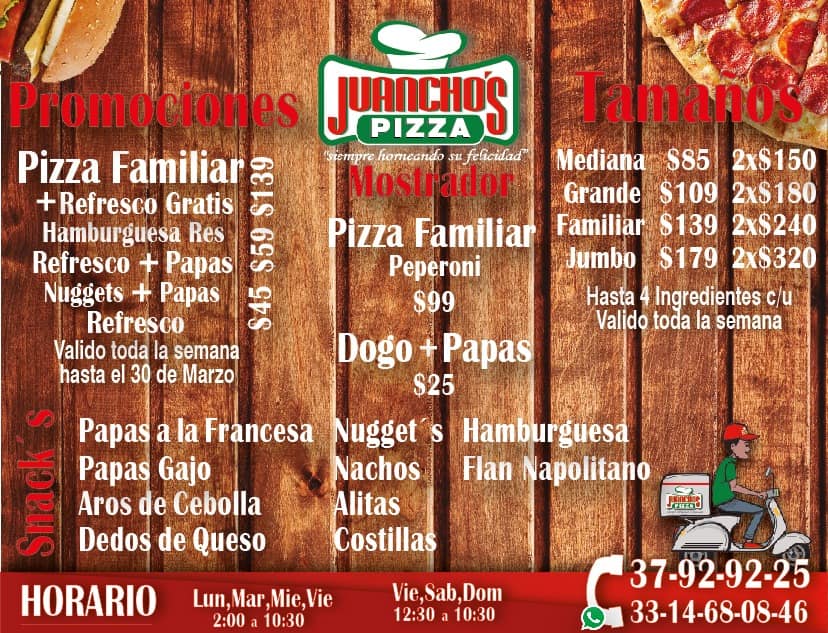 Promociones
Pizza Familiar
+Refresco Gratis
$139
Hamburguesa Res
Refresco + Papas
$59
Nuggets + Papas
Refresco
$45
Valido toda la semana
hasta el 30 de Marzo
JUANCHO'S
PIZZA
"siempre horneando su felicidad"
Mostrador
Pizza Familiar
Peperoni
$99
Dogo + Papas
$25
Tamaños
Mediana $85 2x$150
Grande $109 2x$180
Familiar $139 2x$240
Jumbo $179 2x$320
Hasta 4 Ingredientes c/u
Valido toda la semana
Snack´s
Papas a la Francesa
Papas Gajo
Aros de Cebolla
Dedos de Queso
Nugget´s
Nachos
Alitas
Costillas
Hamburguesa
Flan Napolitano
JUANCHO'S
PIZZA
HORARIO
Lun,Mar,Mie,Vie
2:00 a 10:30
Vie,Sab,Dom
12:30 a 10:30
37-92-92-25
33-14-68-08-46